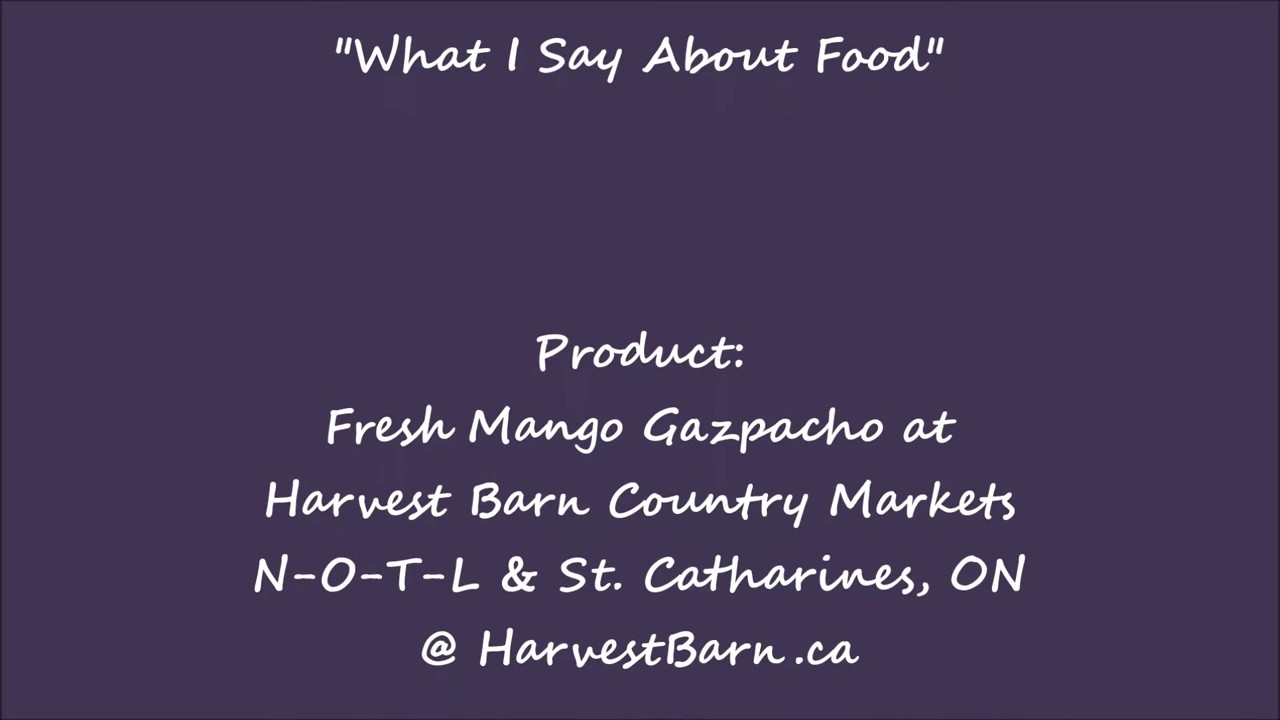 "What I Say About Food"
Product:
Fresh Mango Gazpacho at
Harvest Barn Country Markets
N-O-T-L & St. Catharines, ON
@ HarvestBarn.ca